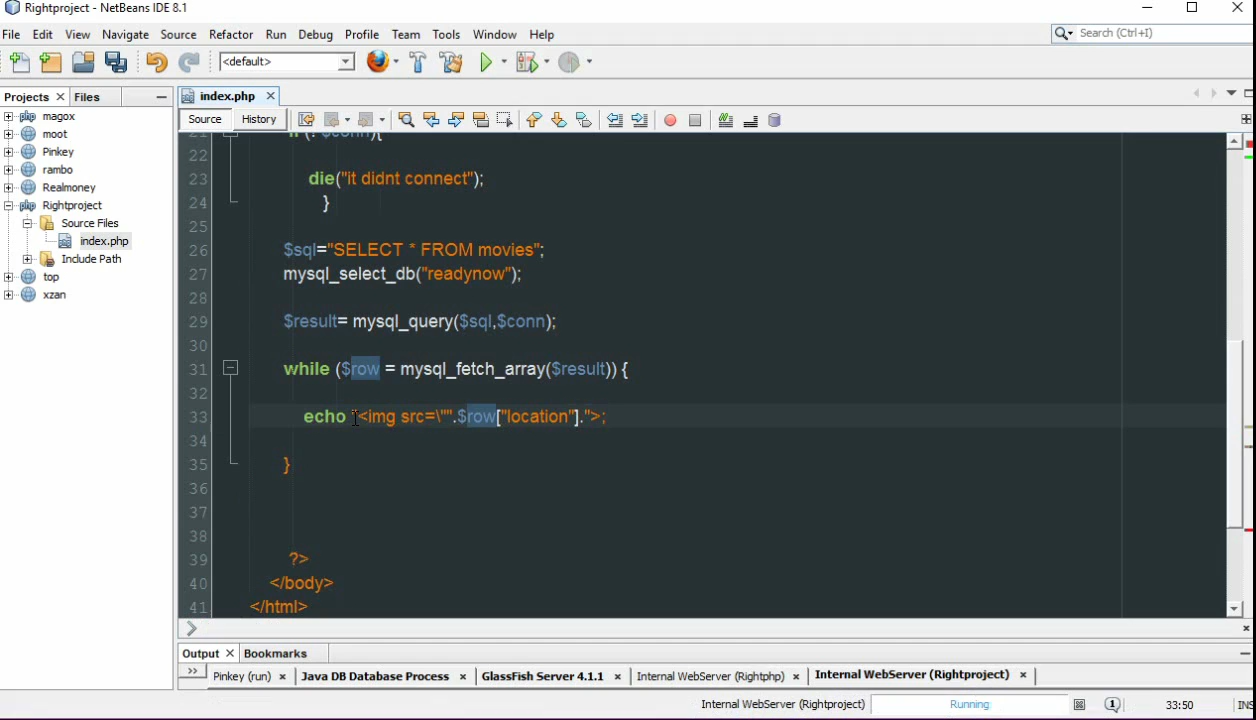 Rightproject - NetBeans IDE 8.1
File Edit View Navigate Source Refactor Run Debug Profile Team Tools Window Help
Search (Ctrl+I)
<default>
Projects Files
index.php
Source History
magox
moot
Pinkey
rambo
Realmoney
Rightproject
Source Files
index.php
Include Path
top
xzan
22
23 die("it didnt connect");
24 }
25
26 $sql="SELECT * FROM movies";
27 mysql_select_db("readynow");
28
29 $result= mysql_query($sql,$conn);
30
31 while ($row = mysql_fetch_array($result)) {
32
33 echo "<img src=\"".$row["location"].">;
34
35 }
36
37
38
39 ?>
40 </body>
41 </html>
Output Bookmarks
Pinkey (run) Java DB Database Process GlassFish Server 4.1.1 Internal WebServer (Rightphp) Internal WebServer (Rightproject)
Internal WebServer (Rightproject) Running 1 33:50 INS